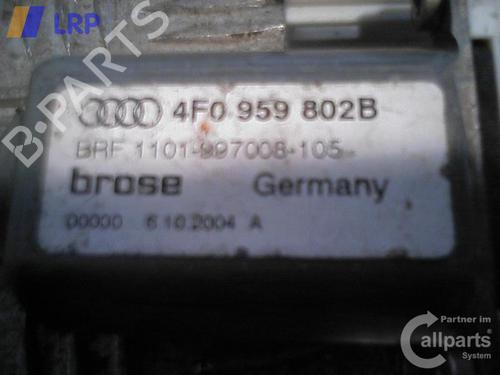 LRP
B-PARTS
4F0 959 802B
BRF 1101-997008-105-
brose Germany
00000 6.10.2004 A
Partner im
Callparts
System